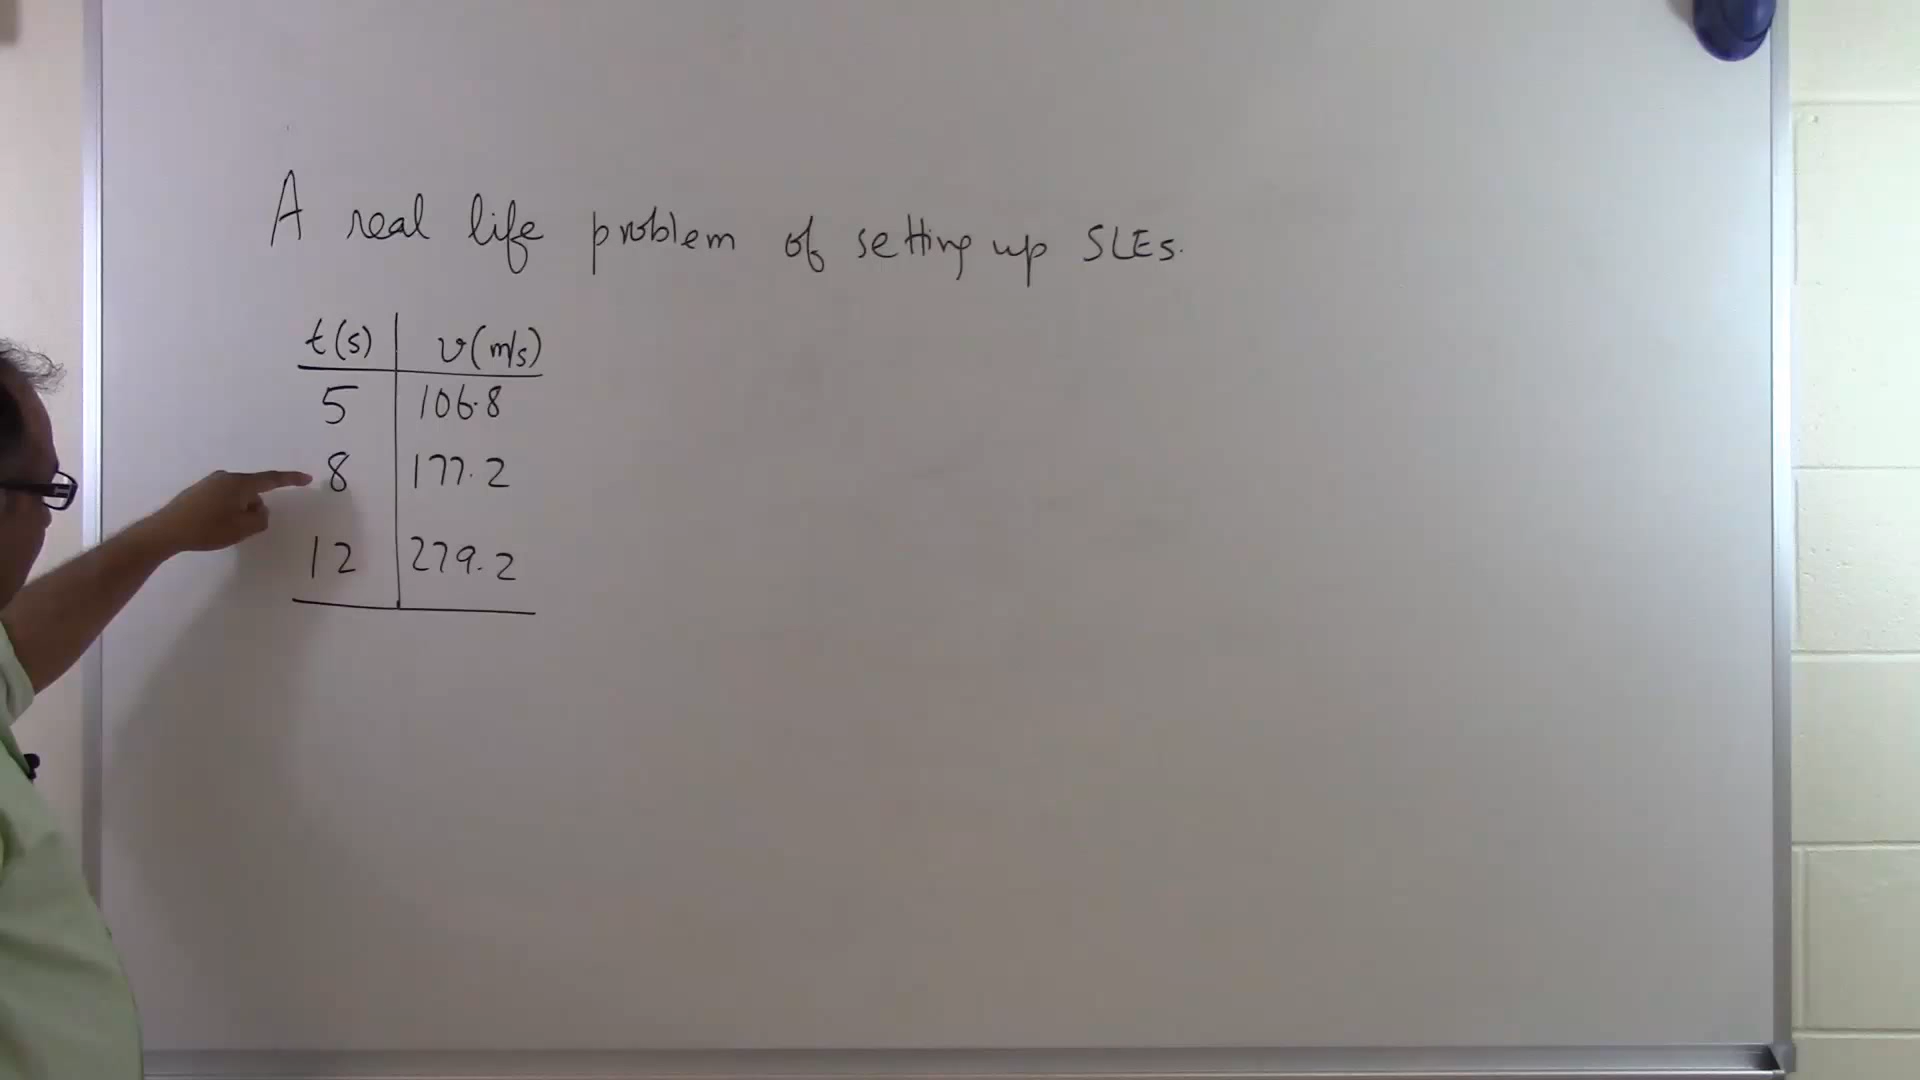 A real life problem of setting up SLEs.
t(s) v(m/s)
5 106.8
8 177.2
12 279.2